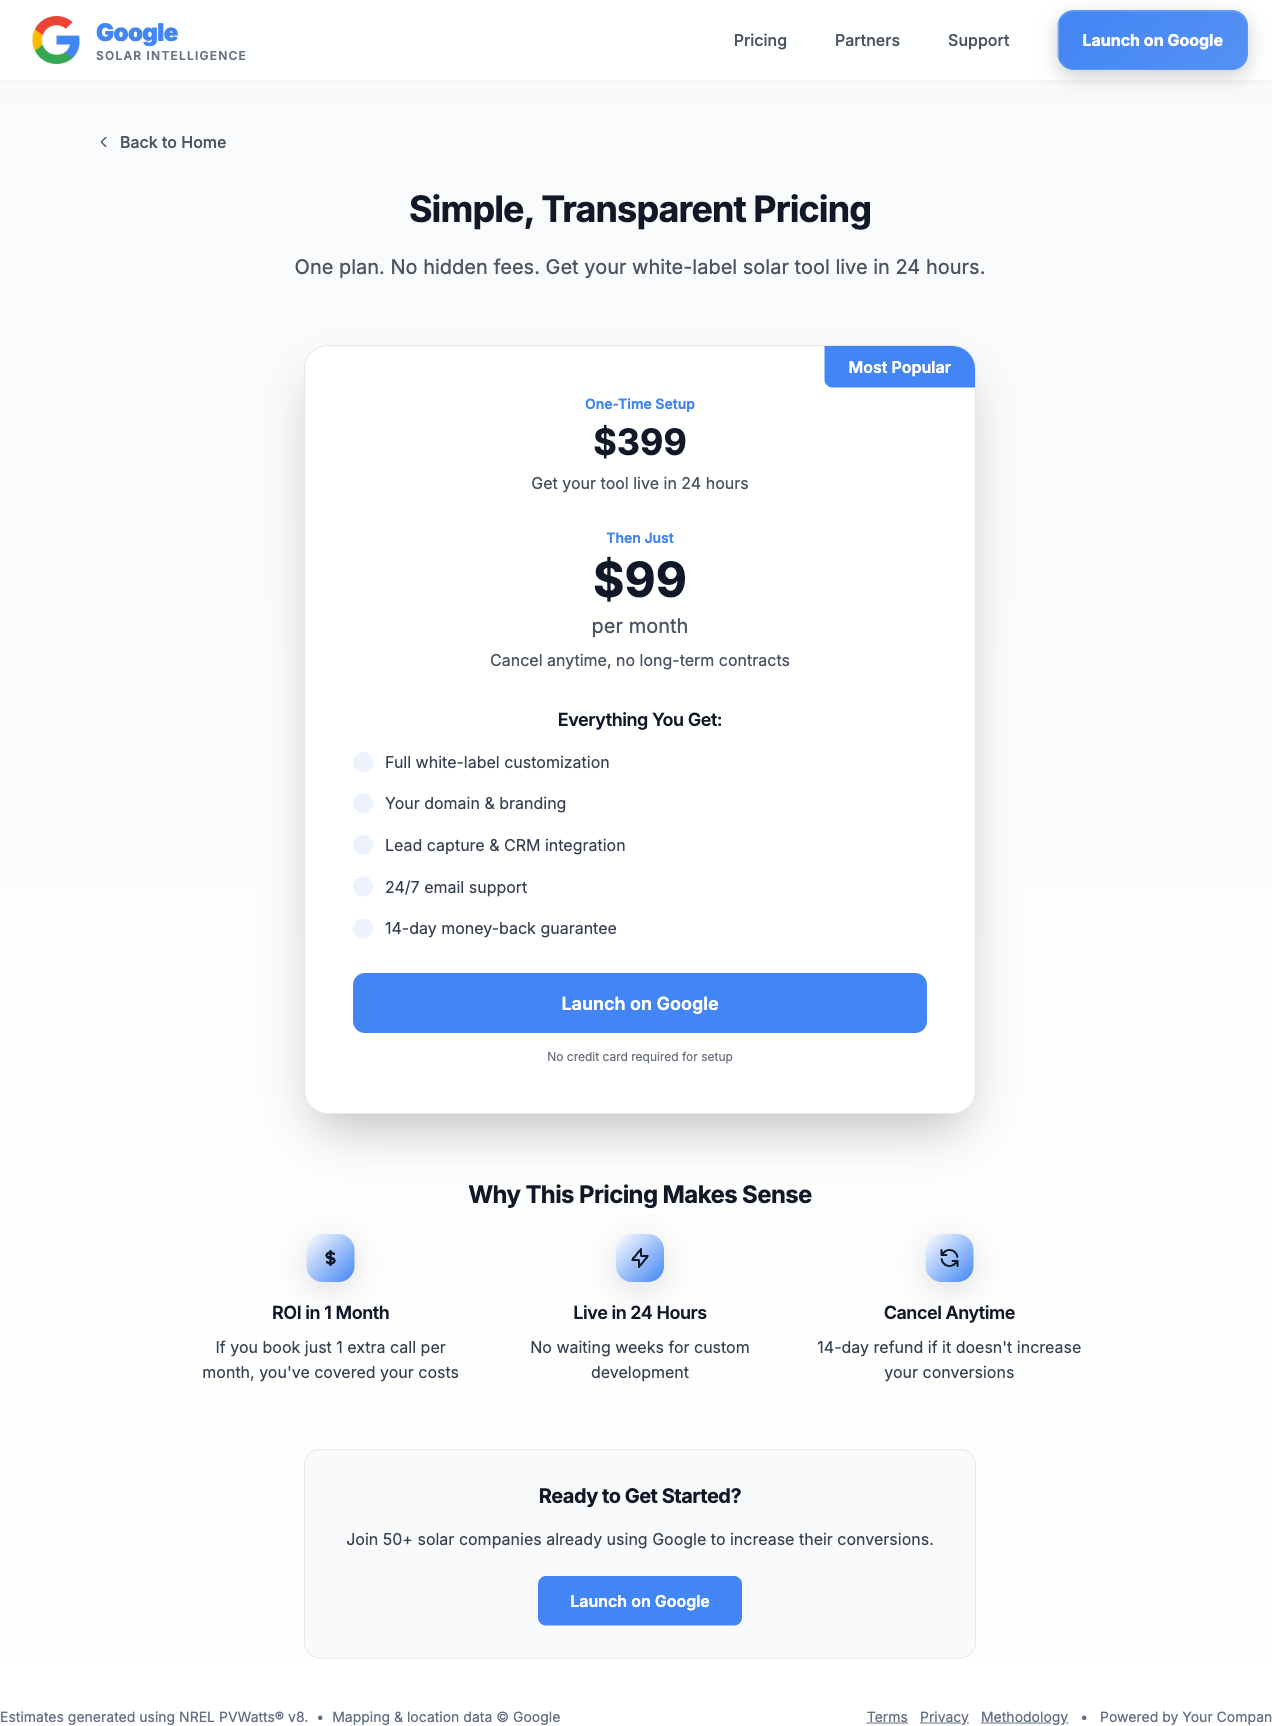 Google
SOLAR INTELLIGENCE
Pricing
Partners
Support
Launch on Google
Back to Home
Simple, Transparent Pricing
One plan. No hidden fees. Get your white-label solar tool live in 24 hours.
Most Popular
One-Time Setup
$399
Get your tool live in 24 hours
Then Just
$99
per month
Cancel anytime, no long-term contracts
Everything You Get:
Full white-label customization
Your domain & branding
Lead capture & CRM integration
24/7 email support
14-day money-back guarantee
Launch on Google
No credit card required for setup
Why This Pricing Makes Sense
$
ROI in 1 Month
If you book just 1 extra call per
month, you've covered your costs
Live in 24 Hours
No waiting weeks for custom
development
Cancel Anytime
14-day refund if it doesn't increase
your conversions
Ready to Get Started?
Join 50+ solar companies already using Google to increase their conversions.
Launch on Google
Estimates generated using NREL PVWatts® v8. • Mapping & location data © Google
Terms Privacy Methodology • Powered by Your Compan